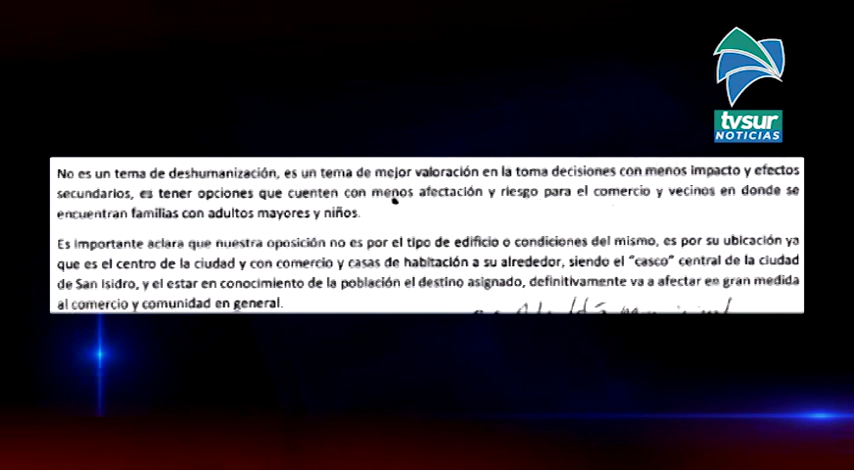 tvsur
NOTICIAS
No es un tema de deshumanización, es un tema de mejor valoración en la toma decisiones con menos impacto y efectos
secundarios, es tener opciones que cuenten con menos afectación y riesgo para el comercio y vecinos en donde se
encuentran familias con adultos mayores y niños.
Es importante aclara que nuestra oposición no es por el tipo de edificio o condiciones del mismo, es por su ubicación ya
que es el centro de la ciudad y con comercio y casas de habitación a su alrededor, siendo el "casco" central de la ciudad
de San Isidro, y el estar en conocimiento de la población el destino asignado, definitivamente va a afectar en gran medida
al comercio y comunidad en general.